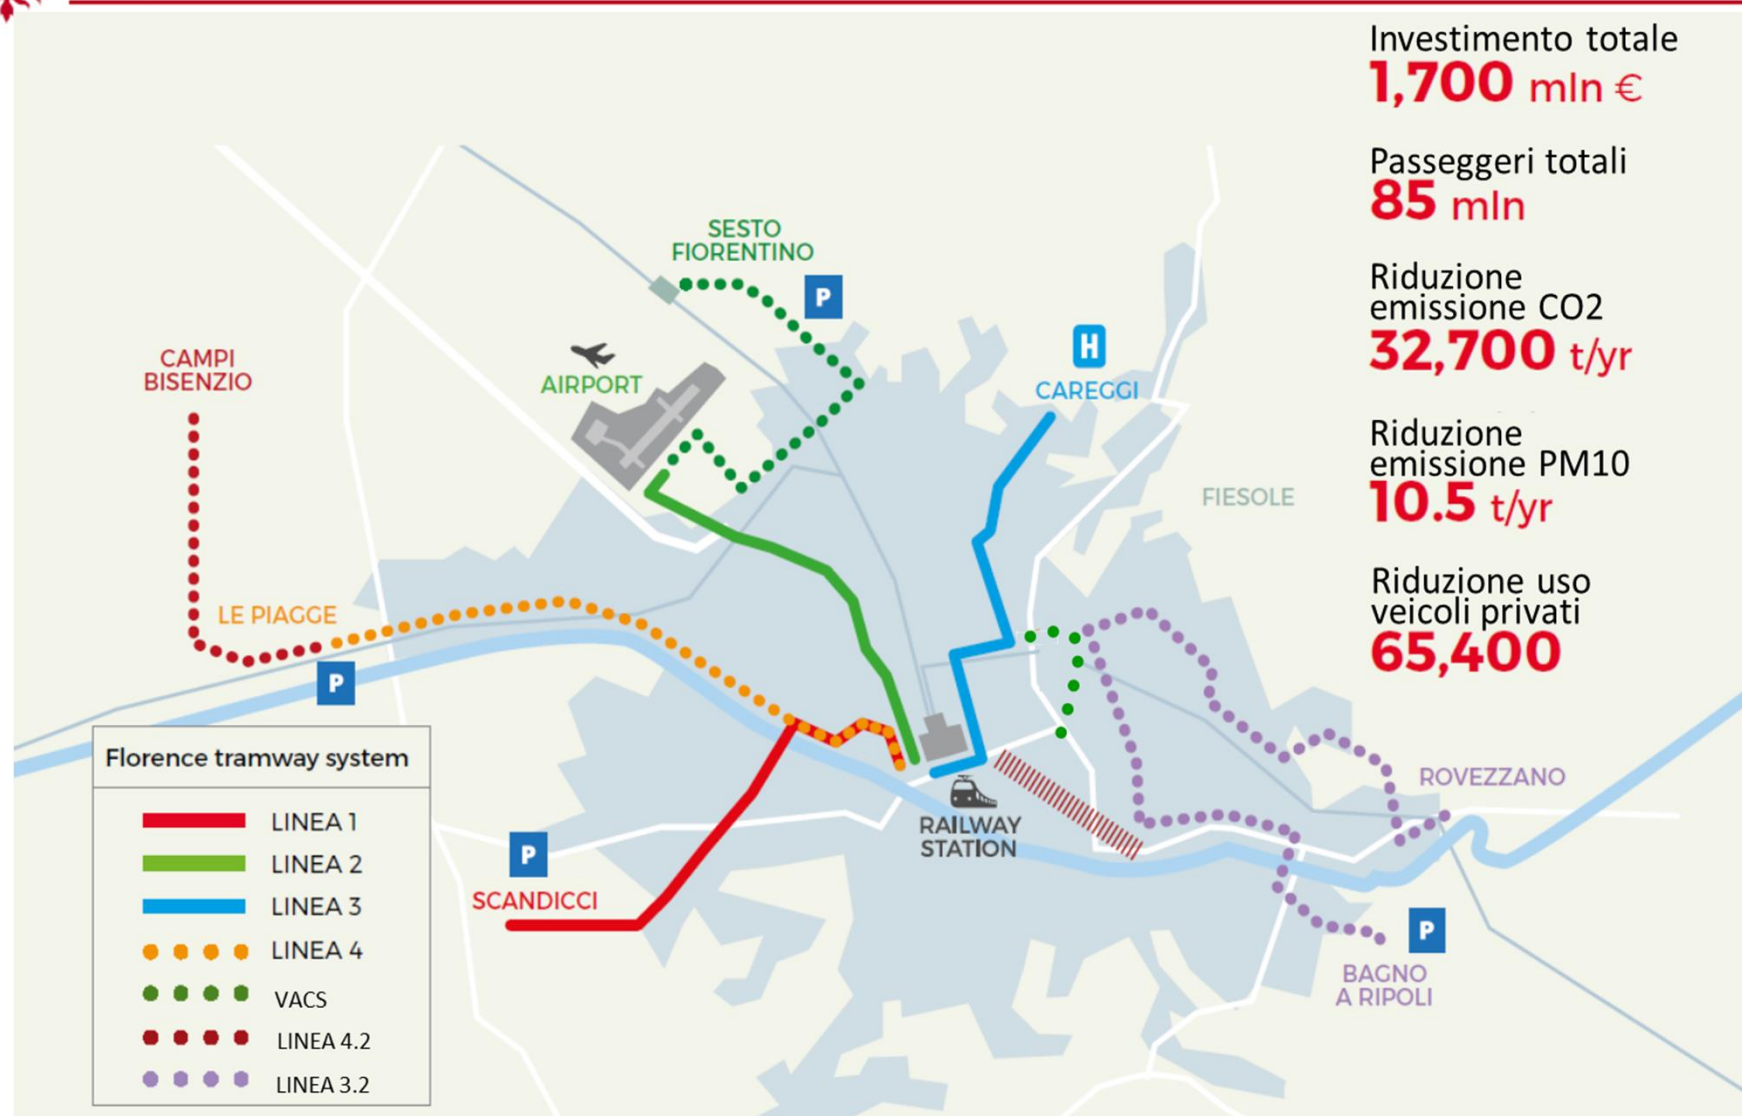 Investimento totale
1,700 mln €
Passeggeri totali
85 mln
Riduzione
emissione CO2
32,700 t/yr
Riduzione
emissione PM10
10.5 t/yr
Riduzione uso
veicoli privati
65,400
SESTO
FIORENTINO
P
AIRPORT
CAMPI
BISENZIO
H
CAREGGI
FIESOLE
LE PIAGGE
P
ROVEZZANO
RAILWAY
STATION
P
SCANDICCI
P
BAGNO
A RIPOLI
Florence tramway system
LINEA 1
LINEA 2
LINEA 3
LINEA 4
VACS
LINEA 4.2
LINEA 3.2